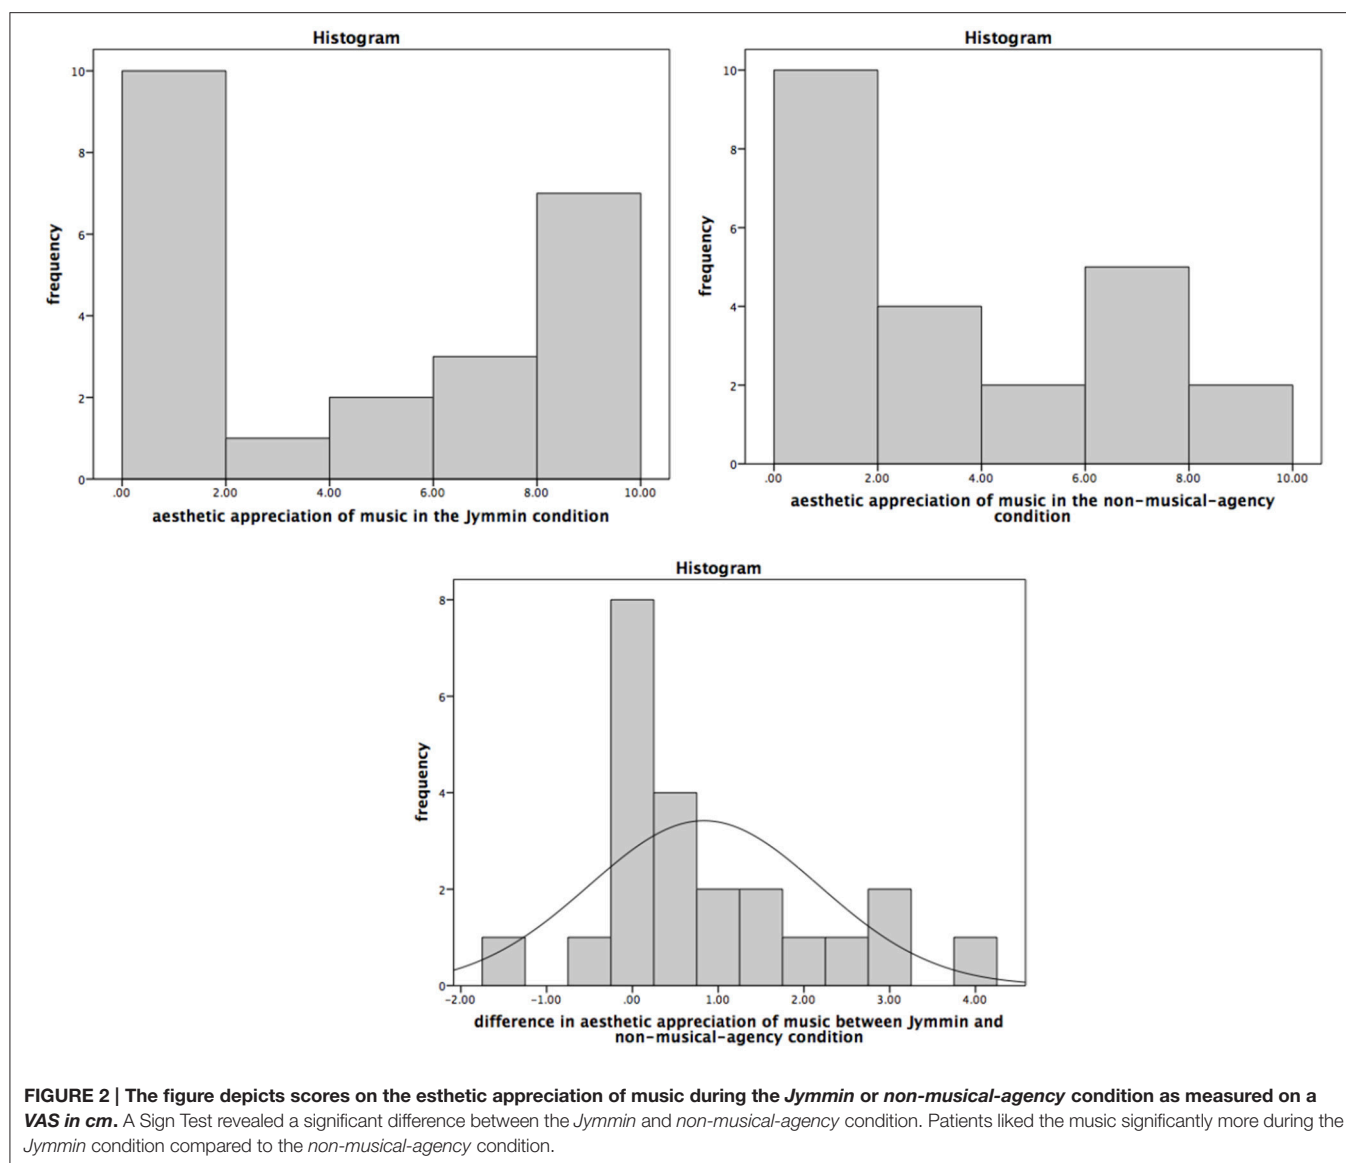 Histogram
10
8
6
4
2
0
frequency
.00 2.00 4.00 6.00 8.00 10.00
aesthetic appreciation of music in the Jymmin condition
Histogram
10
8
6
4
2
0
frequency
.00 2.00 4.00 6.00 8.00 10.00
aesthetic appreciation of music in the non-musical-agency
condition
Histogram
8
6
4
2
0
frequency
-2.00 -1.00 .00 1.00 2.00 3.00 4.00
difference in aesthetic appreciation of music between Jymmin and
non-musical-agency condition
FIGURE 2 | The figure depicts scores on the esthetic appreciation of music during the Jymmin or non-musical-agency condition as measured on a
VAS in cm. A Sign Test revealed a significant difference between the Jymmin and non-musical-agency condition. Patients liked the music significantly more during the
Jymmin condition compared to the non-musical-agency condition.